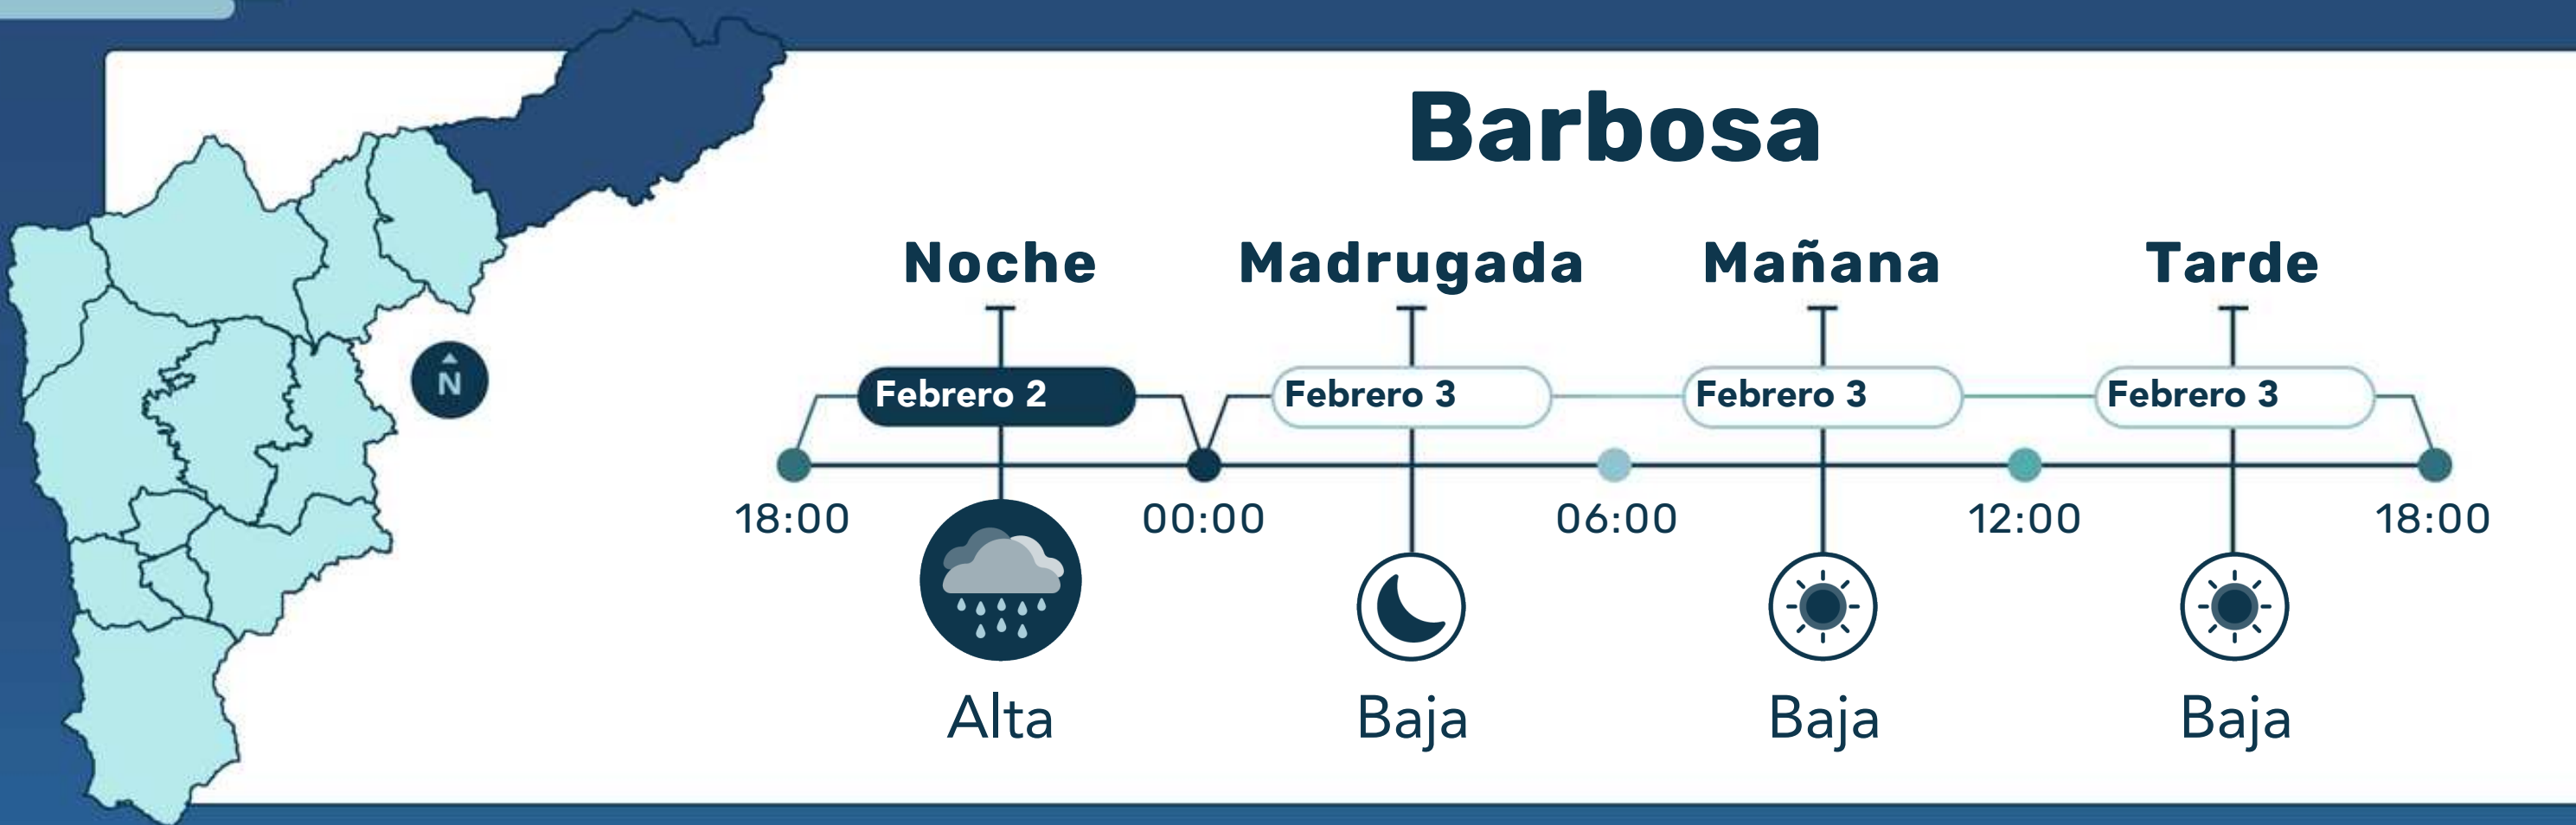 Barbosa
Noche Madrugada Mañana Tarde
N
Febrero 2 Febrero 3 Febrero 3 Febrero 3
18:00 00:00 06:00 12:00 18:00
Alta Baja Baja Baja